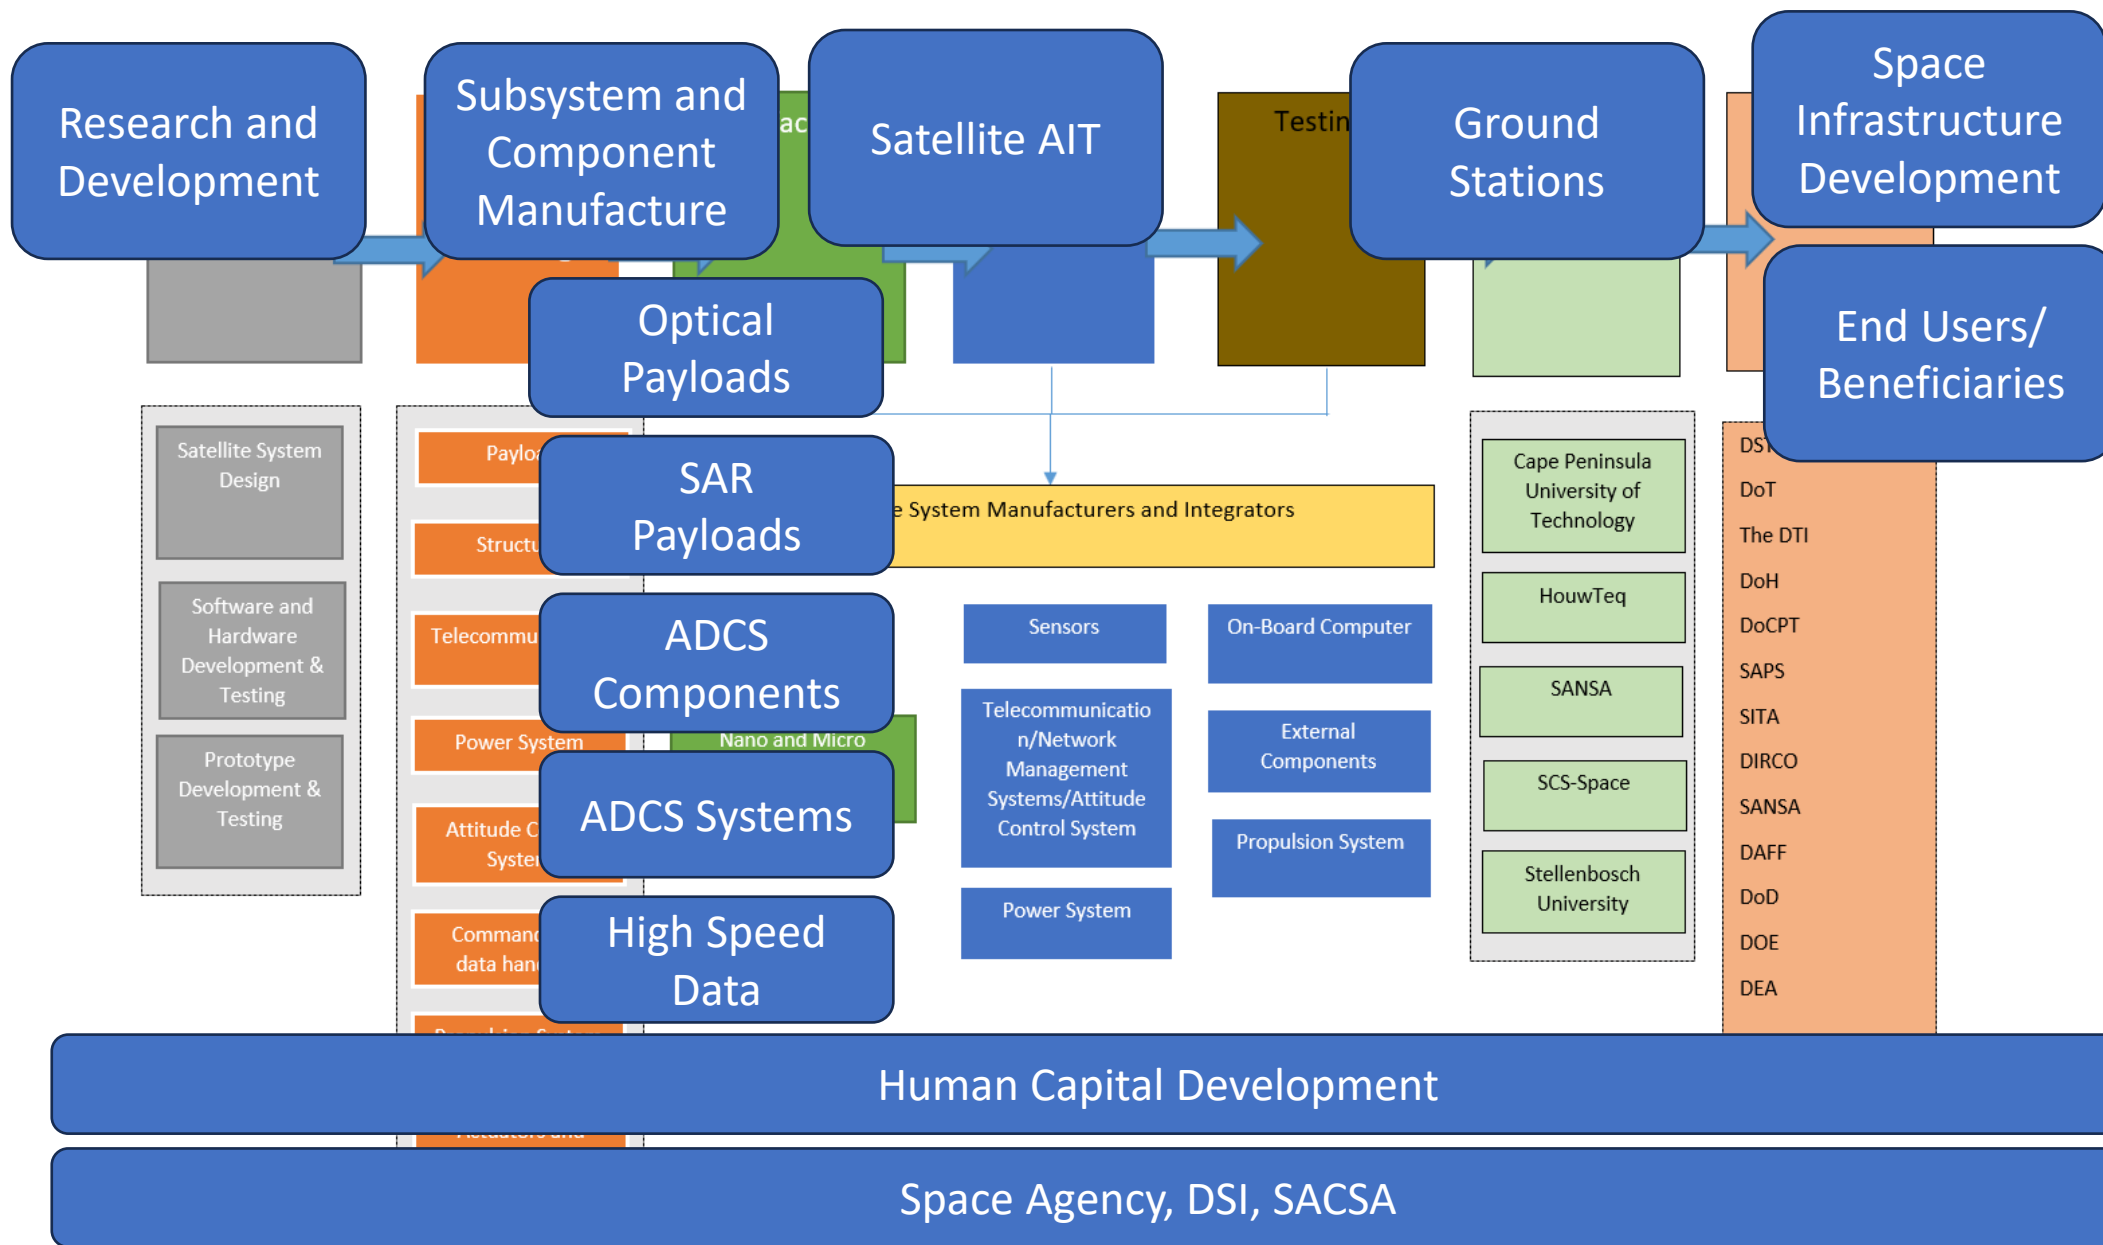 Research and
Development
Subsystem and
Component
Manufacture
Satellite AIT
Ground
Stations
Space
Infrastructure
Development
End Users/
Beneficiaries
Optical
Payloads
SAR
Payloads
ADCS
Components
ADCS Systems
High Speed
Data
Satellite System
Design
Software and
Hardware
Development &
Testing
Prototype
Development &
Testing
Power System
Nano and Micro
System Manufacturers and Integrators
Sensors
Telecommunicatio
n/Network
Management
Systems/Attitude
Control System
Power System
On-Board Computer
External
Components
Propulsion System
Cape Peninsula
University of
Technology
HouwTeq
SANSA
SCS-Space
Stellenbosch
University
DoT
The DTI
DoH
DoCPT
SAPS
SITA
DIRCO
SANSA
DAFF
DoD
DOE
DEA
Human Capital Development
Space Agency, DSI, SACSA